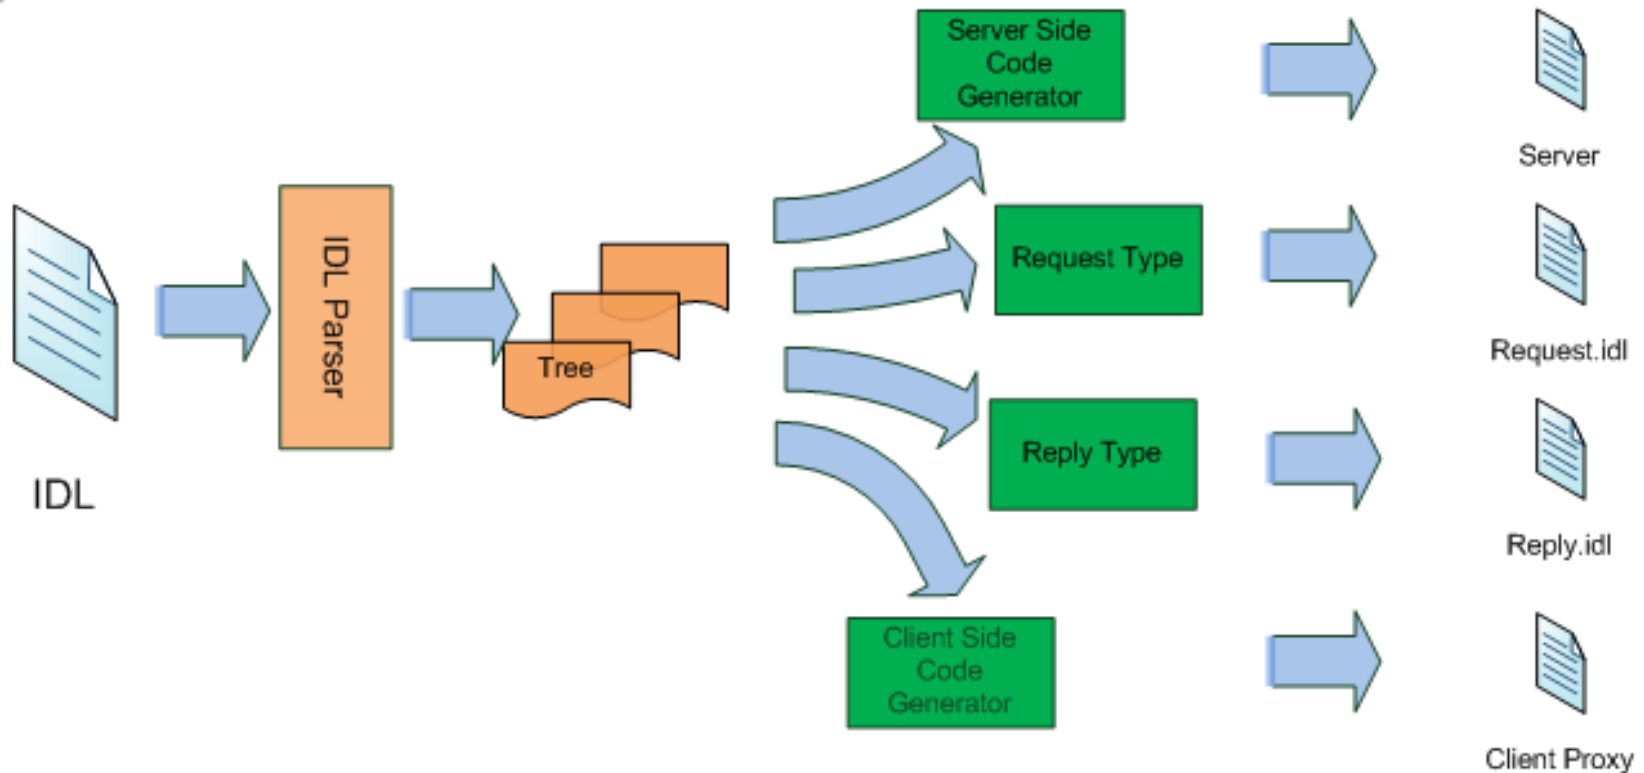 IDL
IDL Parser
Tree
Server Side
Code
Generator
Request Type
Reply Type
Client Side
Code
Generator
Server
Request.idl
Reply.idl
Client Proxy